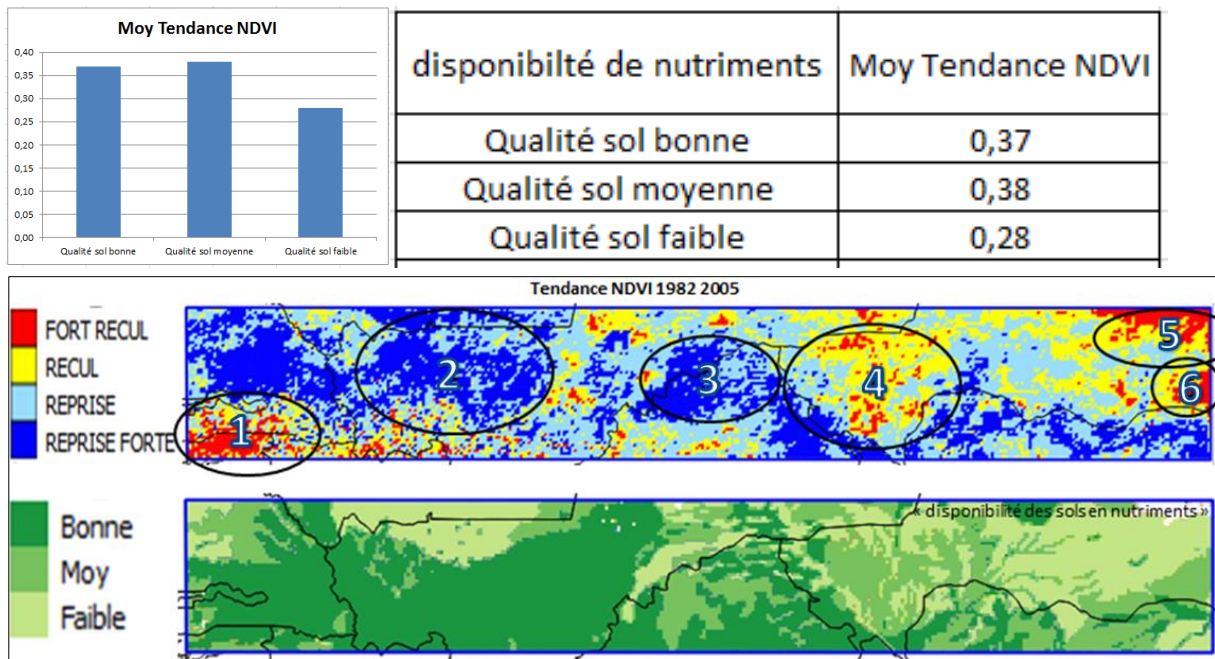 Moy Tendance NDVI
0,40
0,35
0,30
0,25
0,20
0,15
0,10
0,05
0,00
Qualité sol bonne
Qualité sol moyenne
Qualité sol faible
disponibilté de nutriments
Moy Tendance NDVI
Qualité sol bonne
0,37
Qualité sol moyenne
0,38
Qualité sol faible
0,28
Tendance NDVI 1982 2005
FORT RECUL
RECUL
REPRISE
REPRISE FORTE
1
2
3
4
5
6
Bonne
Moy
Faible
« disponibilité des sols en nutriments »